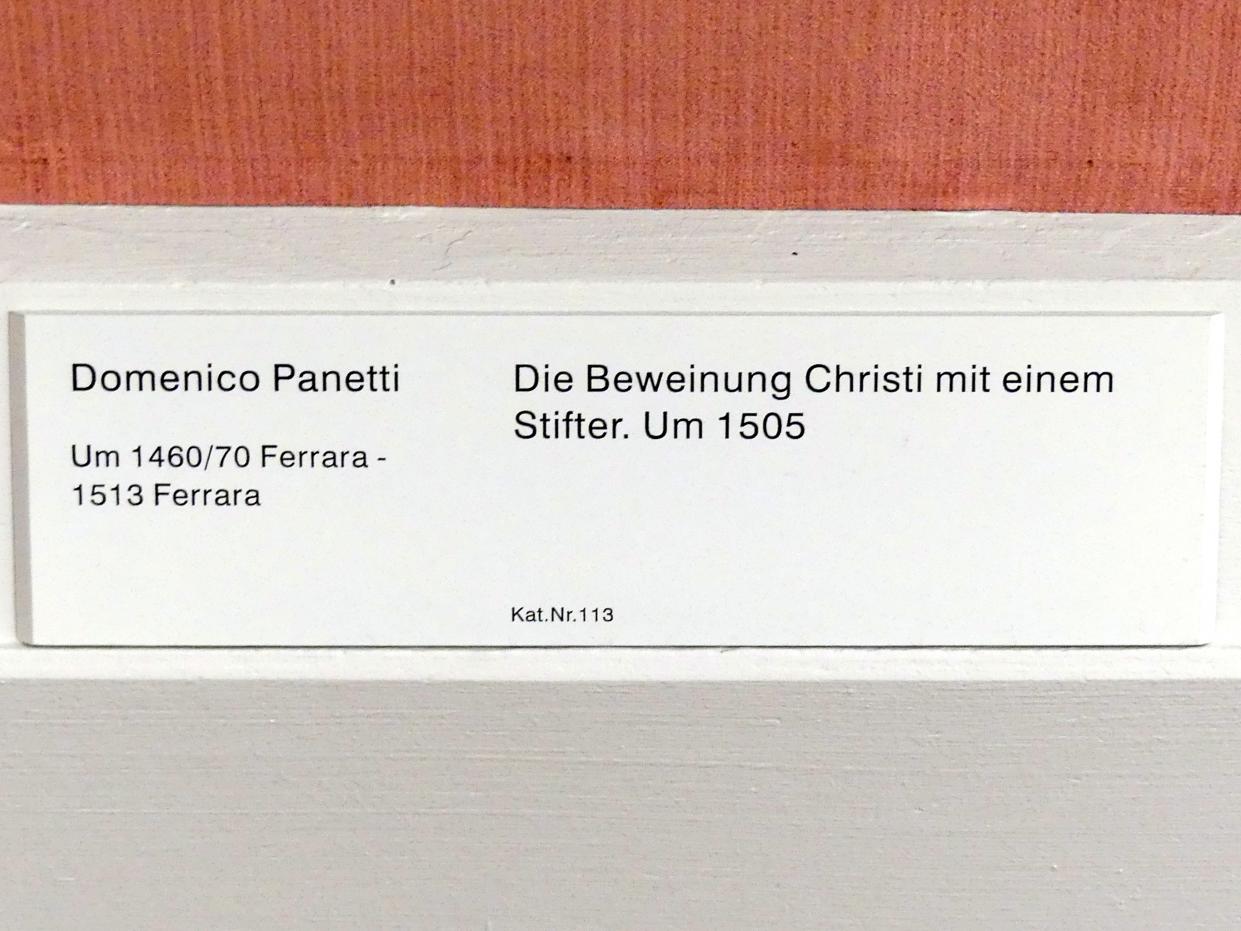 Domenico Panetti
Um 1460/70 Ferrara -
1513 Ferrara
Die Beweinung Christi mit einem
Stifter. Um 1505
Kat.Nr.113